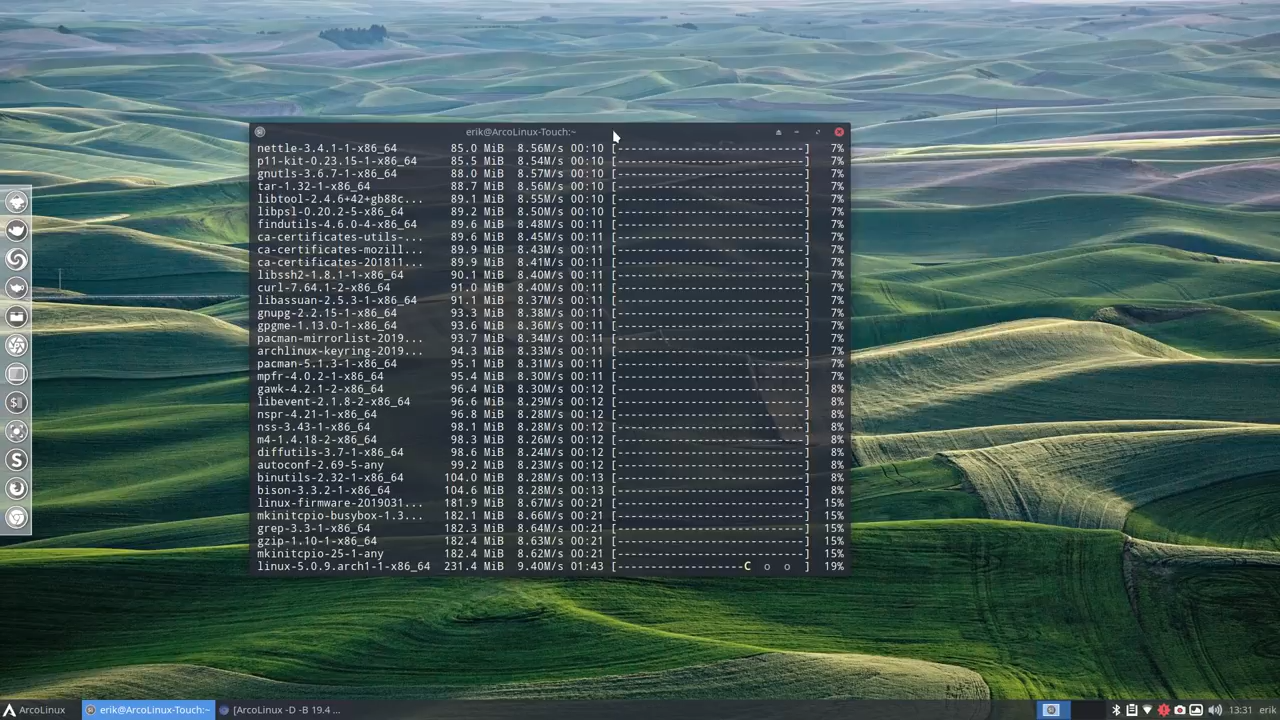 erik@ArcoLinux-Touch:~
nettle-3.4.1-1-x86_64 85.0 MiB 8.56M/s 00:10 [------------------------------] 7%
p11-kit-0.23.15-1-x86_64 85.5 MiB 8.54M/s 00:10 [------------------------------] 7%
gnutls-3.6.7-1-x86_64 88.0 MiB 8.57M/s 00:10 [------------------------------] 7%
tar-1.32-1-x86_64 88.7 MiB 8.56M/s 00:10 [------------------------------] 7%
libtool-2.4.6+42+gb88c... 89.1 MiB 8.55M/s 00:10 [------------------------------] 7%
libpsl-0.20.2-5-x86_64 89.2 MiB 8.50M/s 00:10 [------------------------------] 7%
findutils-4.6.0-4-x86_64 89.6 MiB 8.48M/s 00:11 [------------------------------] 7%
ca-certificates-utils-... 89.6 MiB 8.45M/s 00:11 [------------------------------] 7%
ca-certificates-mozill... 89.9 MiB 8.43M/s 00:11 [------------------------------] 7%
ca-certificates-201811... 89.9 MiB 8.41M/s 00:11 [------------------------------] 7%
libssh2-1.8.1-1-x86_64 90.1 MiB 8.40M/s 00:11 [------------------------------] 7%
curl-7.64.1-2-x86_64 91.0 MiB 8.40M/s 00:11 [------------------------------] 7%
libassuan-2.5.3-1-x86_64 91.1 MiB 8.37M/s 00:11 [------------------------------] 7%
gnupg-2.2.15-1-x86_64 93.3 MiB 8.38M/s 00:11 [------------------------------] 7%
gpgme-1.13.0-1-x86_64 93.6 MiB 8.36M/s 00:11 [------------------------------] 7%
pacman-mirrorlist-2019... 93.7 MiB 8.34M/s 00:11 [------------------------------] 7%
archlinux-keyring-2019... 94.3 MiB 8.33M/s 00:11 [------------------------------] 7%
pacman-5.1.3-1-x86_64 95.1 MiB 8.31M/s 00:11 [------------------------------] 7%
mpfr-4.0.2-1-x86_64 95.4 MiB 8.30M/s 00:11 [------------------------------] 7%
gawk-4.2.1-2-x86_64 96.4 MiB 8.30M/s 00:12 [------------------------------] 8%
libevent-2.1.8-2-x86_64 96.6 MiB 8.29M/s 00:12 [------------------------------] 8%
nspr-4.21-1-x86_64 96.8 MiB 8.28M/s 00:12 [------------------------------] 8%
nss-3.43-1-x86_64 98.1 MiB 8.28M/s 00:12 [------------------------------] 8%
m4-1.4.18-2-x86_64 98.3 MiB 8.26M/s 00:12 [------------------------------] 8%
diffutils-3.7-1-x86_64 98.6 MiB 8.24M/s 00:12 [------------------------------] 8%
autoconf-2.69-5-any 99.2 MiB 8.23M/s 00:12 [------------------------------] 8%
binutils-2.32-1-x86_64 104.0 MiB 8.28M/s 00:13 [------------------------------] 8%
bison-3.3.2-1-x86_64 104.6 MiB 8.28M/s 00:13 [------------------------------] 8%
linux-firmware-2019031... 181.9 MiB 8.67M/s 00:21 [------------------------------] 15%
mkinitcpio-busybox-1.3... 182.1 MiB 8.66M/s 00:21 [------------------------------] 15%
grep-3.3-1-x86_64 182.3 MiB 8.64M/s 00:21 [------------------------------] 15%
gzip-1.10-1-x86_64 182.4 MiB 8.63M/s 00:21 [------------------------------] 15%
mkinitcpio-25-1-any 182.4 MiB 8.62M/s 00:21 [------------------------------] 15%
linux-5.0.9.arch1-1-x86_64 231.4 MiB 9.40M/s 01:43 [--------------------C  o  o  ] 19%
ArcoLinux erik@ArcoLinux-Touch:~ [ArcoLinux -D -B 19.4 ... 13:31 erik